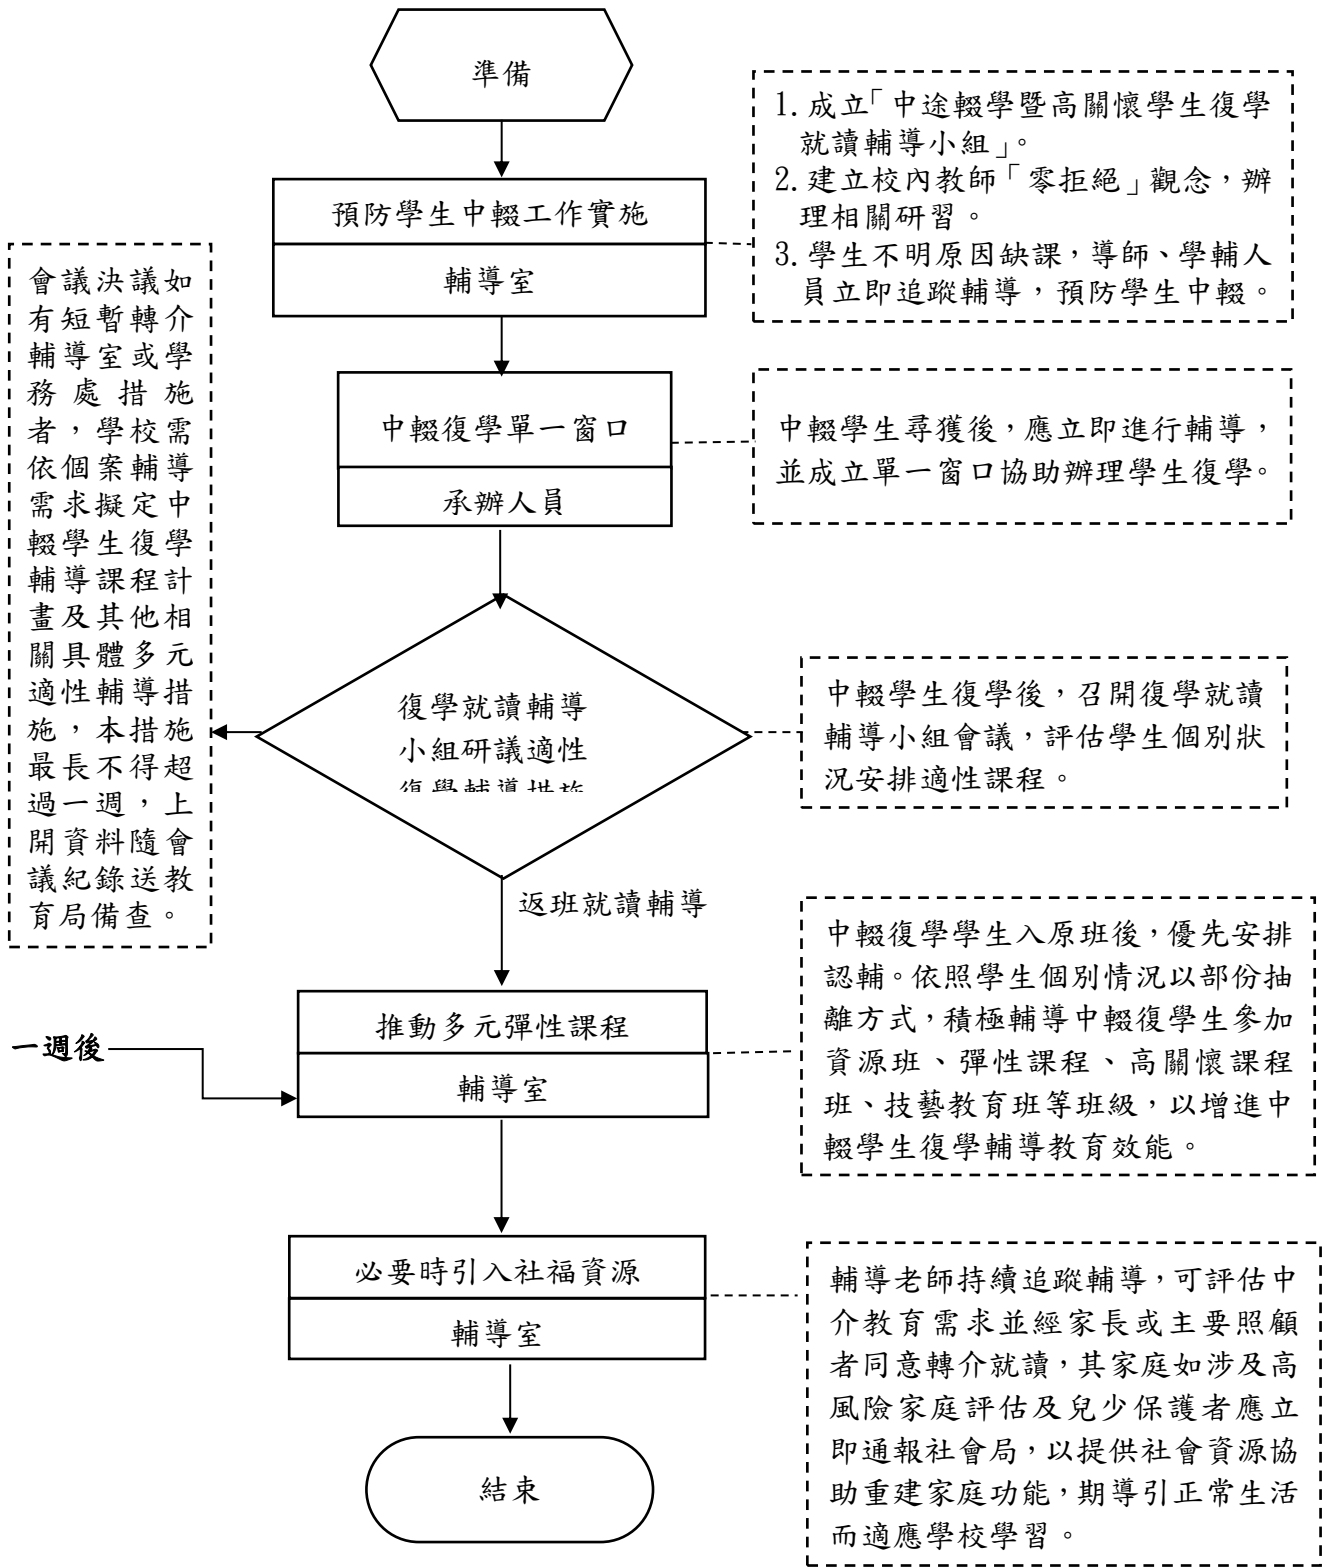 準備
1. 成立「中途輟學暨高關懷學生復學
就讀輔導小組」。
2. 建立校內教師「零拒絕」觀念，辦
理相關研習。
3. 學生不明原因缺課，導師、學輔人
員立即追蹤輔導，預防學生中輟。
預防學生中輟工作實施
輔導室
會議決議如
有短暫轉介
輔導室或學
務處措施
者，學校需
依個案輔導
需求擬定中
輟學生復學
輔導課程計
畫及其他相
關具體多元
適性輔導措
施，本措施
最長不得超
過一週，上
開資料隨會
議紀錄送教
育局備查。
中輟復學單一窗口
承辦人員
中輟學生尋獲後，應立即進行輔導，
並成立單一窗口協助辦理學生復學。
復學就讀輔導
小組研議適性
復學輔導措施
中輟學生復學後，召開復學就讀
輔導小組會議，評估學生個別狀
況安排適性課程。
返班就讀輔導
中輟復學學生入原班後，優先安排
認輔。依照學生個別情況以部份抽
離方式，積極輔導中輟復學生參加
資源班、彈性課程、高關懷課程
班、技藝教育班等班級，以增進中
輟學生復學輔導教育效能。
一週後
推動多元彈性課程
輔導室
必要時引入社福資源
輔導室
輔導老師持續追蹤輔導，可評估中
介教育需求並經家長或主要照顧
者同意轉介就讀，其家庭如涉及高
風險家庭評估及兒少保護者應立
即通報社會局，以提供社會資源協
助重建家庭功能，期導引正常生活
而適應學校學習。
結束